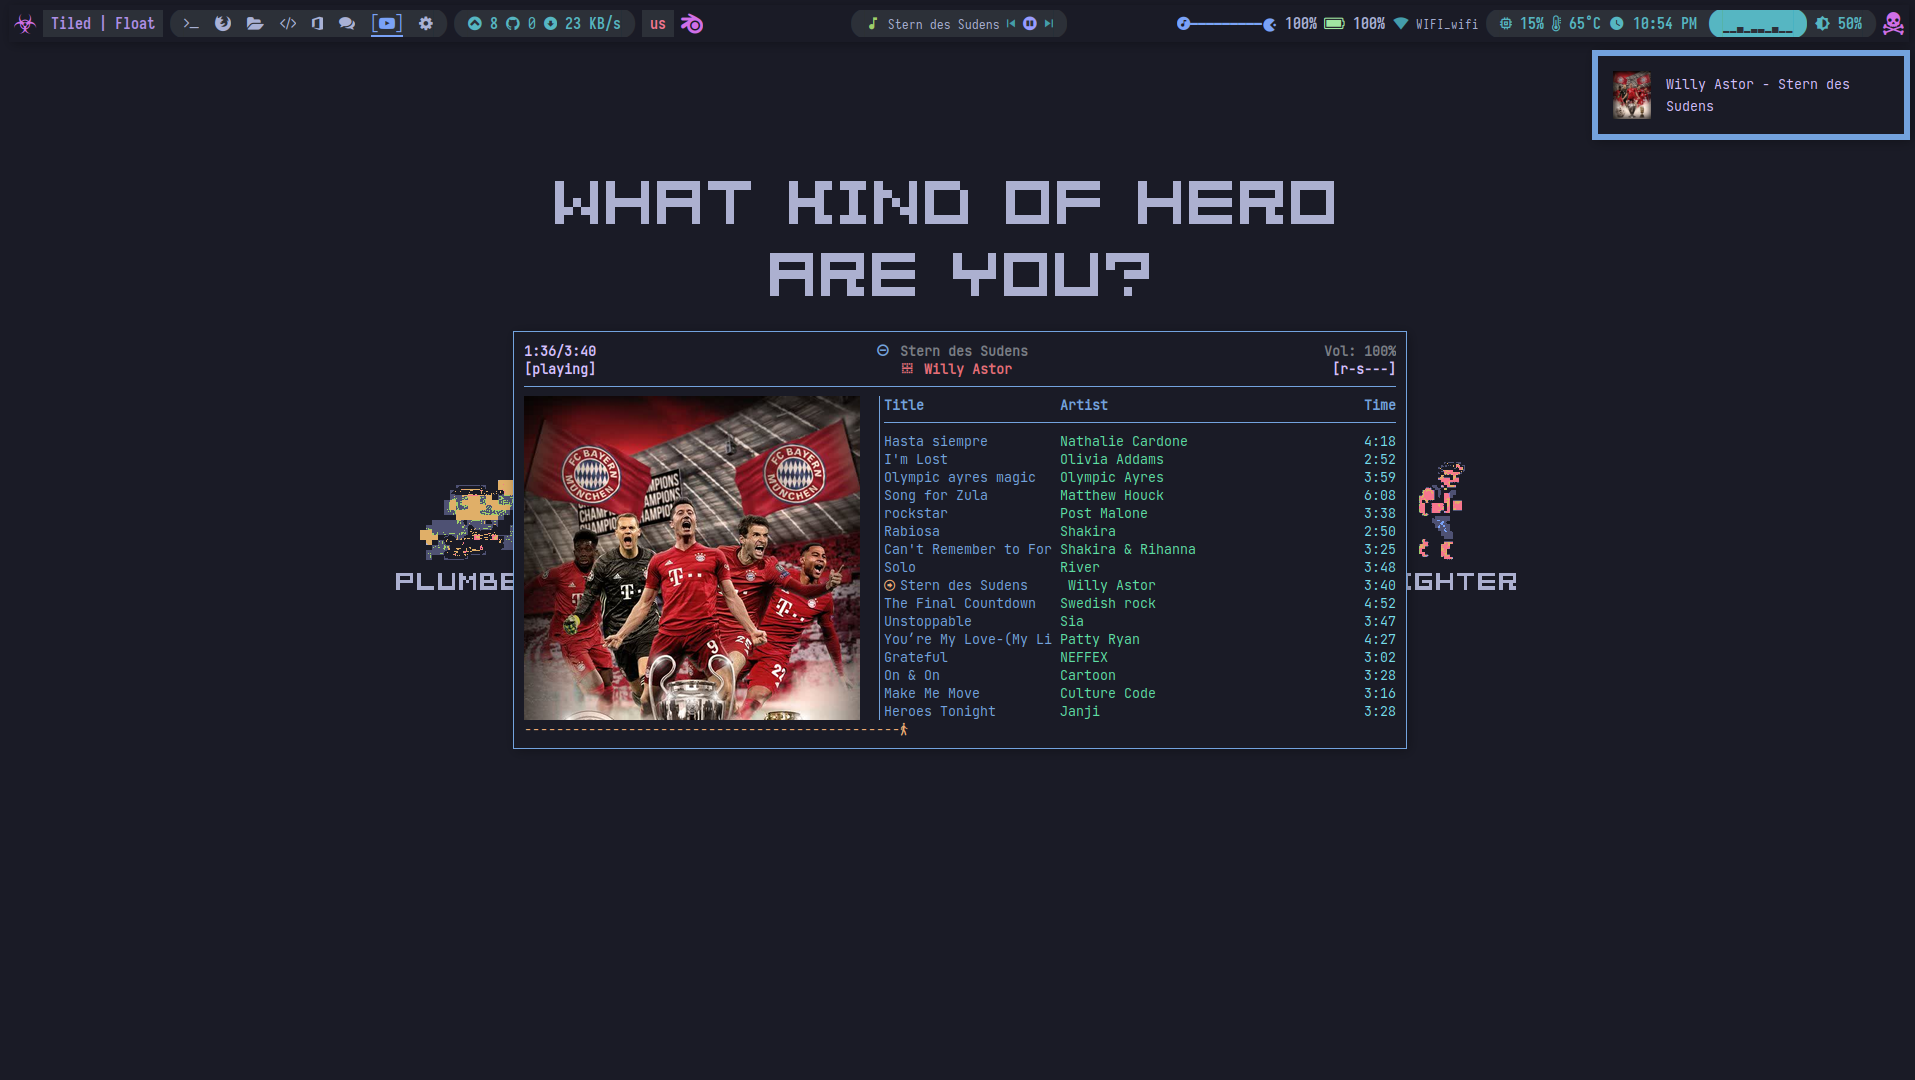 Tiled | Float
8 0 23 KB/s
us
Stern des Sudens
100% 100% WIFI_wifi
15% 65°C 10:54 PM
50%
Willy Astor - Stern des
Sudens
WHAT KIND OF HERO
ARE YOU?
1:36/3:40 Stern des Sudens Vol: 100%
[playing] Willy Astor [r-s---]
Title Artist Time
Hasta siempre Nathalie Cardone 4:18
I'm Lost Olivia Addams 2:52
Olympic ayres magic Olympic Ayres 3:59
Song for Zula Matthew Houck 6:08
rockstar Post Malone 3:38
Rabiosa Shakira 2:50
Can't Remember to For Shakira & Rihanna 3:25
Solo River 3:48
Stern des Sudens Willy Astor 3:40
The Final Countdown Swedish rock 4:52
Unstoppable Sia 3:47
You’re My Love-(My Li Patty Ryan 4:27
Grateful NEFFEX 3:02
On & On Cartoon 3:28
Make Me Move Culture Code 3:16
Heroes Tonight Janji 3:28
FC BAYERN
MÜNCHEN
FC BAYERN
MÜNCHEN
CHAMPIONS
T
T
T
9
PLUMBE
IGHTER